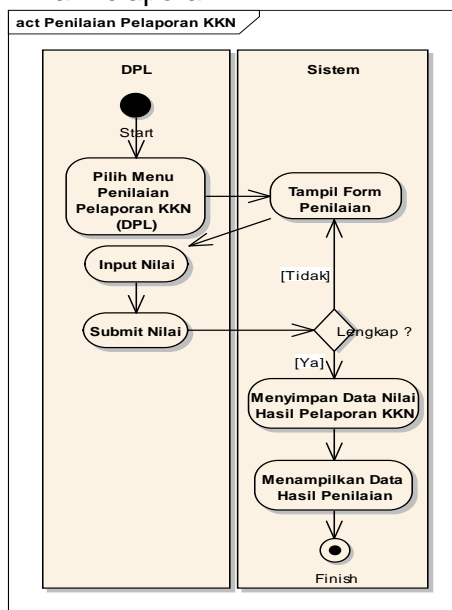 act Penilaian Pelaporan KKN
DPL
Sistem
Start
Pilih Menu
Penilaian
Pelaporan KKN
(DPL)
Tampil Form
Penilaian
Input Nilai
[Tidak]
Submit Nilai
Lengkap ?
[Ya]
Menyimpan Data Nilai
Hasil Pelaporan KKN
Menampilkan Data
Hasil Penilaian
Finish